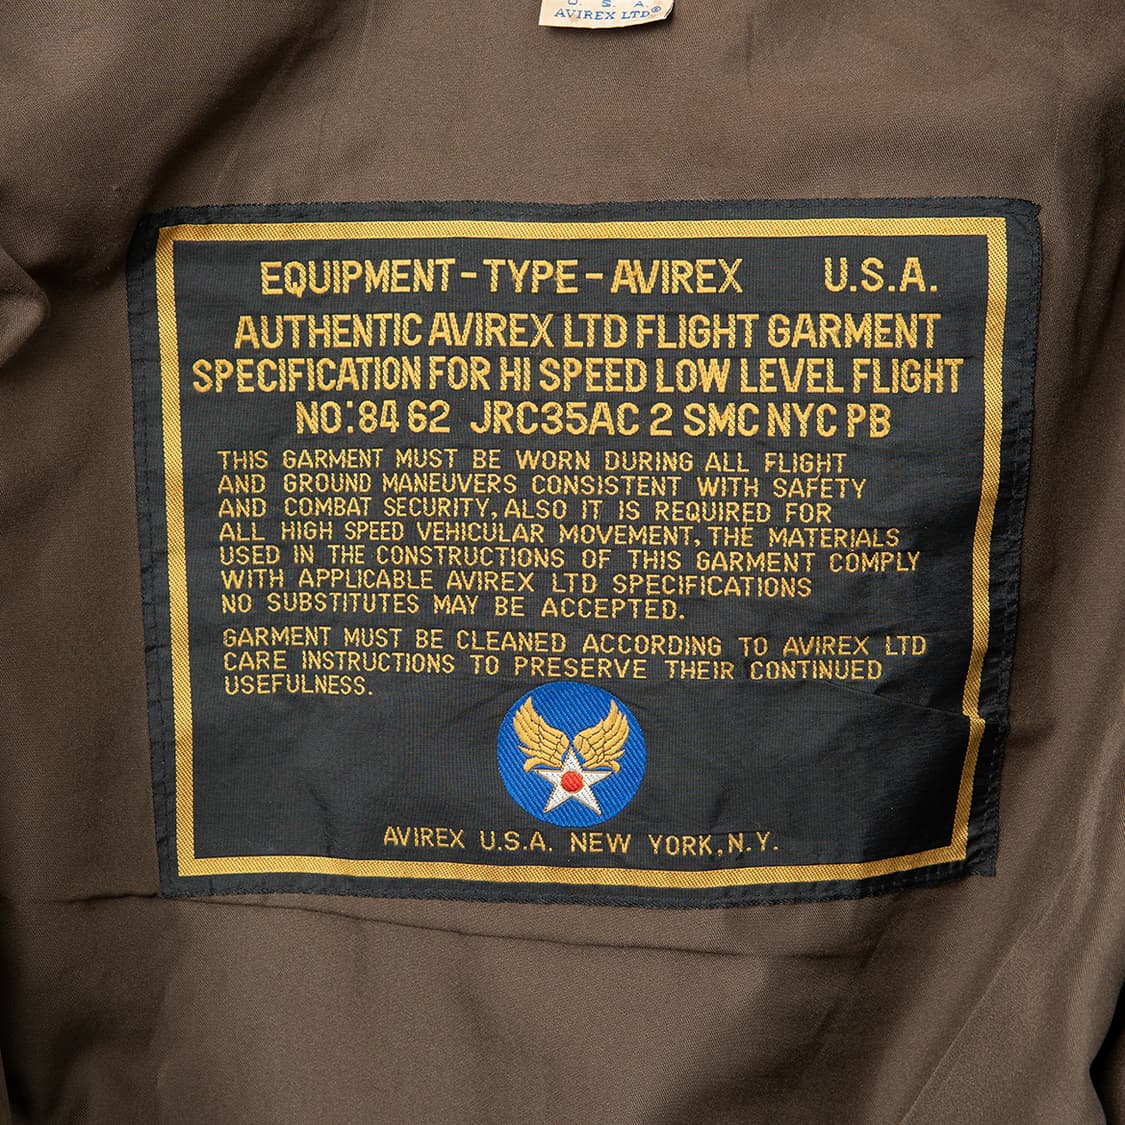 U. S. A.
AVIREX LTD®
EQUIPMENT-TYPE-AVIREX U.S.A.
AUTHENTIC AVIREX LTD FLIGHT GARMENT
SPECIFICATION FOR HI SPEED LOW LEVEL FLIGHT
NO:84 62 JRC35AC 2 SMC NYC PB
THIS GARMENT MUST BE WORN DURING ALL FLIGHT
AND GROUND MANEUVERS CONSISTENT WITH SAFETY
AND COMBAT SECURITY, ALSO IT IS REQUIRED FOR
ALL HIGH SPEED VEHICULAR MOVEMENT, THE MATERIALS
USED IN THE CONSTRUCTIONS OF THIS GARMENT COMPLY
WITH APPLICABLE AVIREX LTD SPECIFICATIONS
NO SUBSTITUTES MAY BE ACCEPTED.
GARMENT MUST BE CLEANED ACCORDING TO AVIREX LTD
CARE INSTRUCTIONS TO PRESERVE THEIR CONTINUED
USEFULNESS.
AVIREX U.S.A. NEW YORK, N.Y.